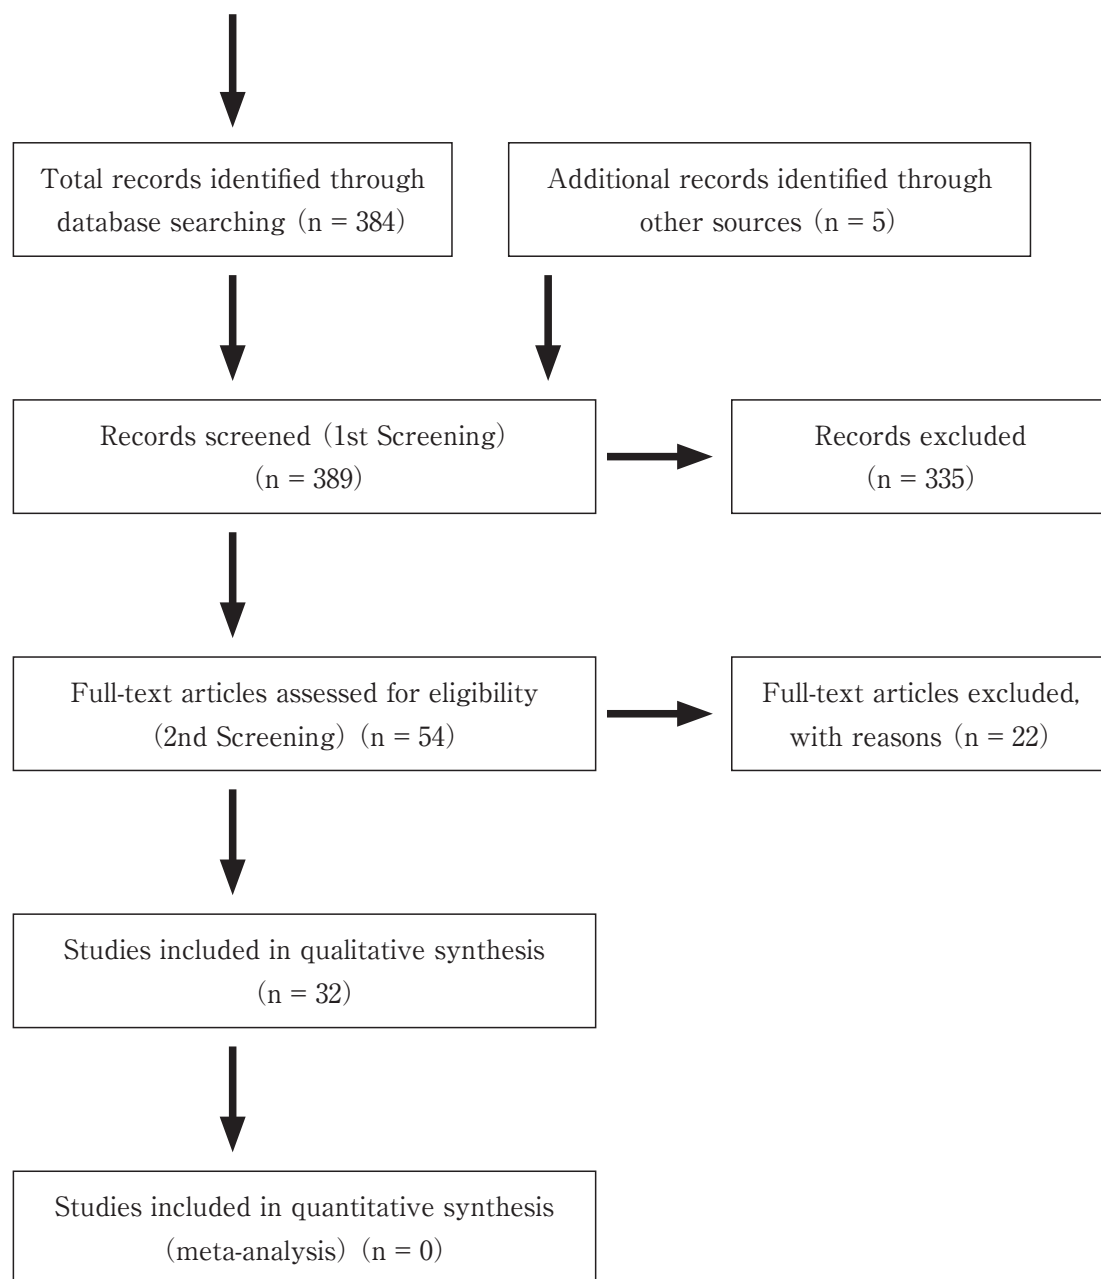 Total records identified through
database searching (n = 384)
Additional records identified through
other sources (n = 5)
Records screened (1st Screening)
(n = 389)
Records excluded
(n = 335)
Full-text articles assessed for eligibility
(2nd Screening) (n = 54)
Full-text articles excluded,
with reasons (n = 22)
Studies included in qualitative synthesis
(n = 32)
Studies included in quantitative synthesis
(meta-analysis) (n = 0)